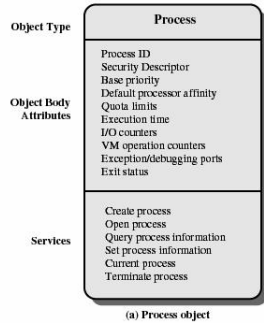 Object Type
Process
Object Body
Attributes
Process ID
Security Descriptor
Base priority
Default processor affinity
Quota limits
Execution time
I/O counters
VM operation counters
Exception/debugging ports
Exit status
Services
Create process
Open process
Query process information
Set process information
Current process
Terminate process
(a) Process object